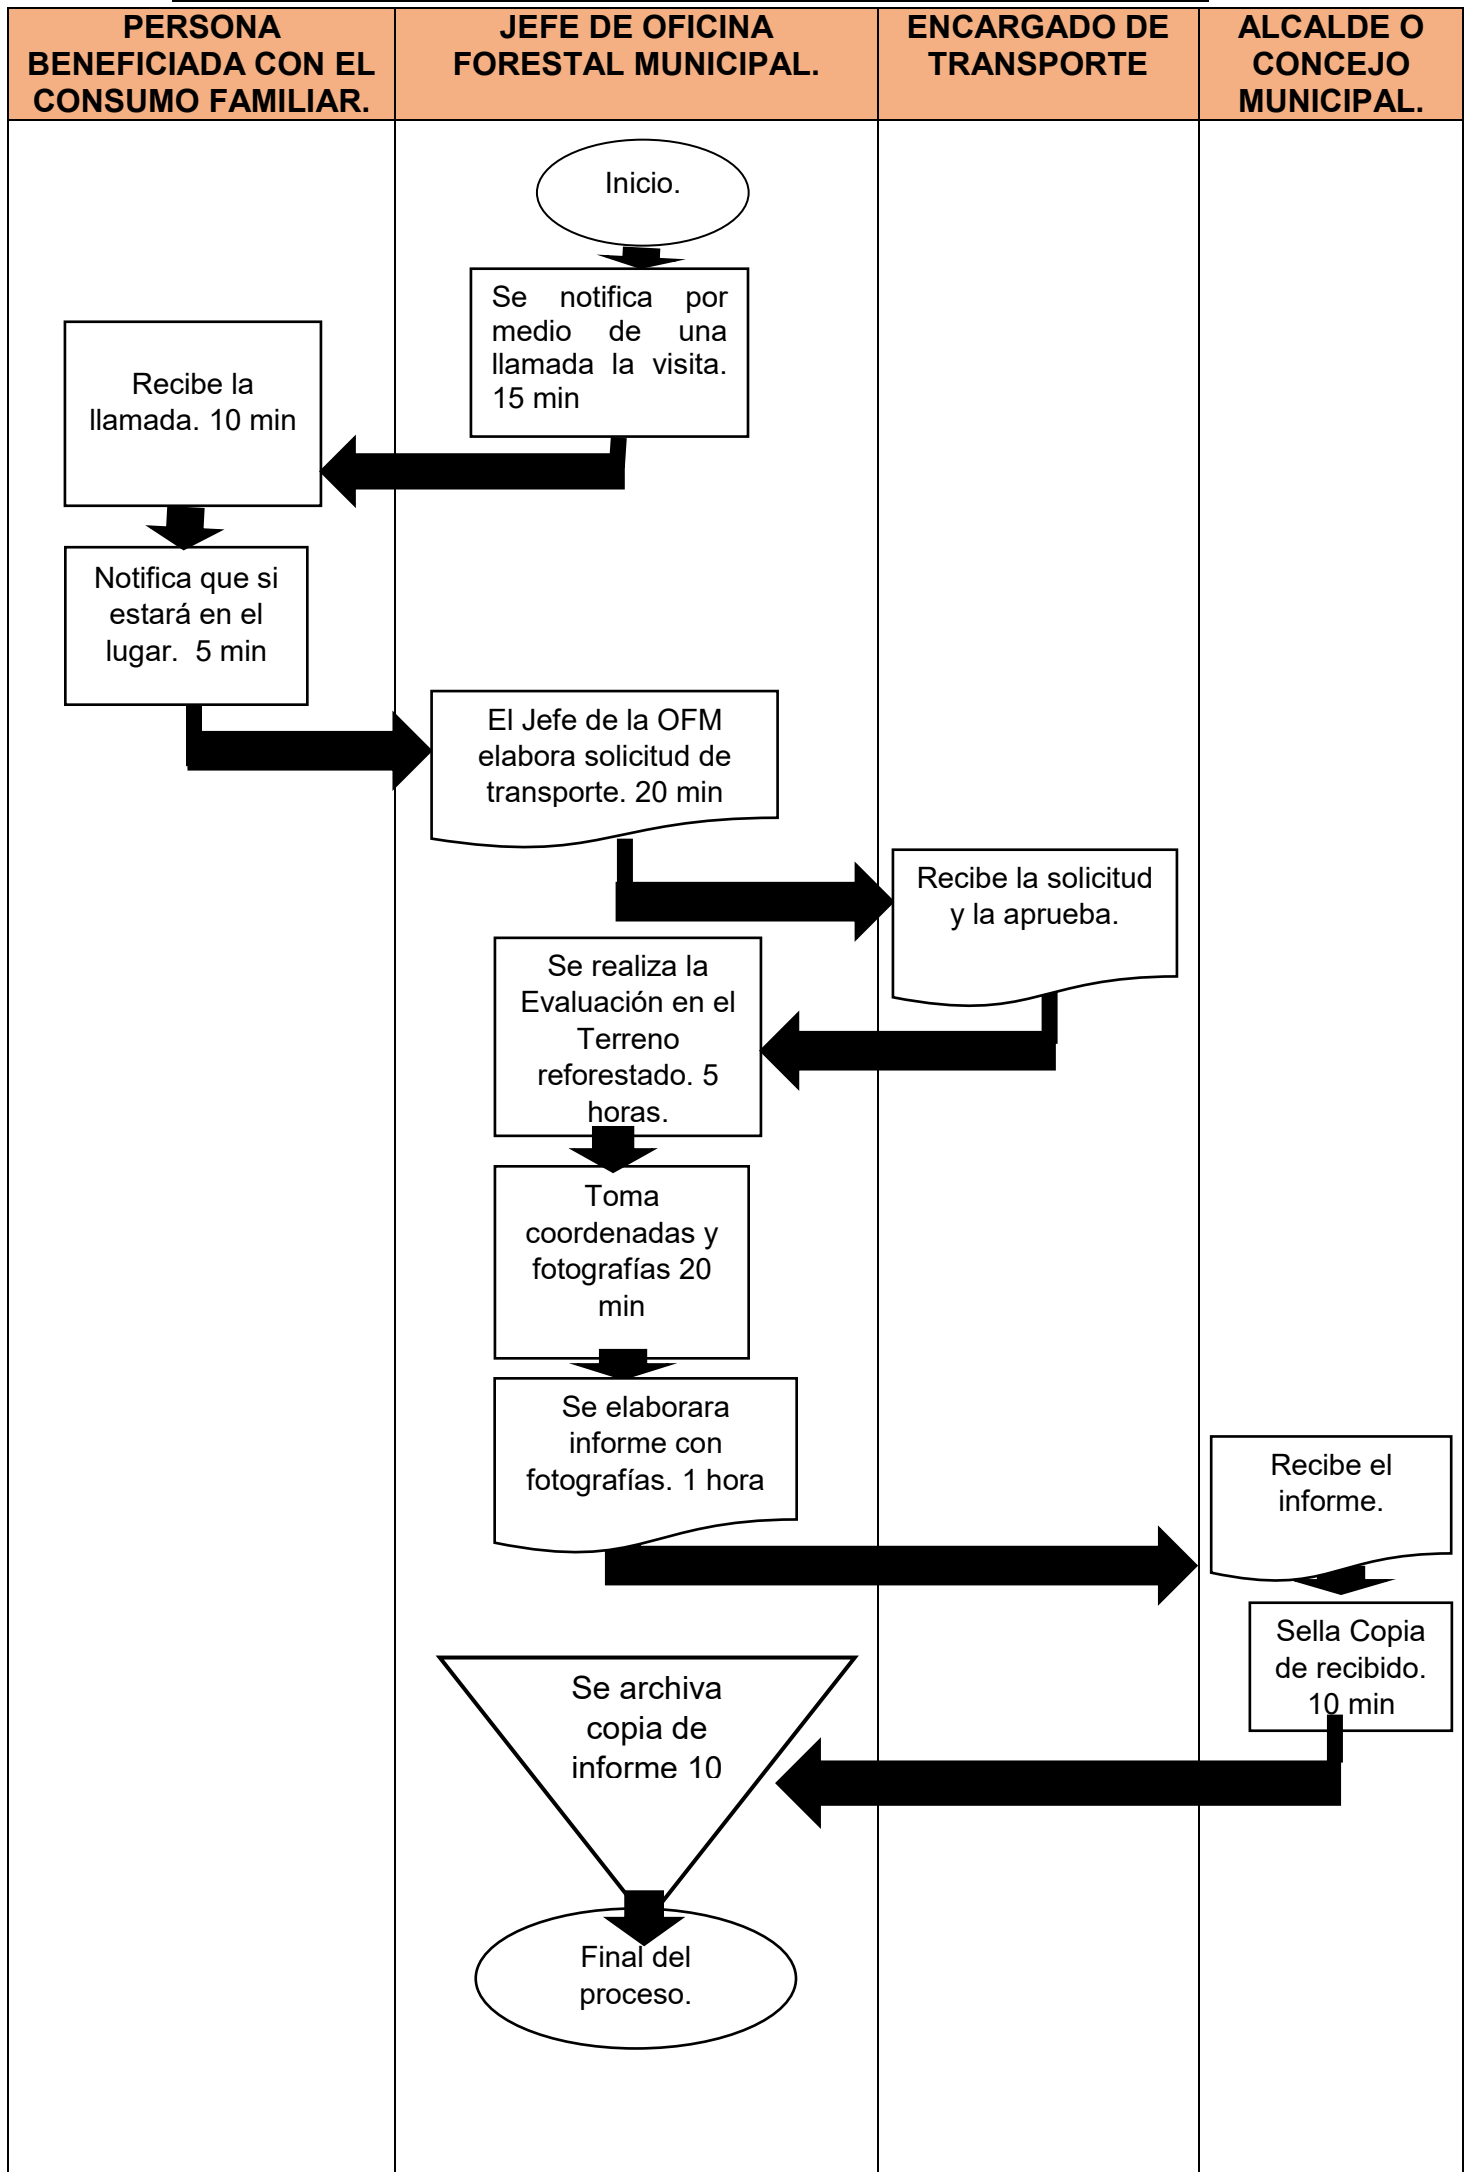 PERSONA
BENEFICIADA CON EL
CONSUMO FAMILIAR.
JEFE DE OFICINA
FORESTAL MUNICIPAL.
ENCARGADO DE
TRANSPORTE
ALCALDE O
CONCEJO
MUNICIPAL.
Inicio.
Se notifica por
medio de una
llamada la visita.
15 min
Recibe la
llamada. 10 min
Notifica que si
estará en el
lugar. 5 min
El Jefe de la OFM
elabora solicitud de
transporte. 20 min
Recibe la solicitud
y la aprueba.
Se realiza la
Evaluación en el
Terreno
reforestado. 5
horas.
Toma
coordenadas y
fotografías 20
min
Se elaborara
informe con
fotografías. 1 hora
Recibe el
informe.
Sella Copia
de recibido.
10 min
Se archiva
copia de
informe 10
Final del
proceso.